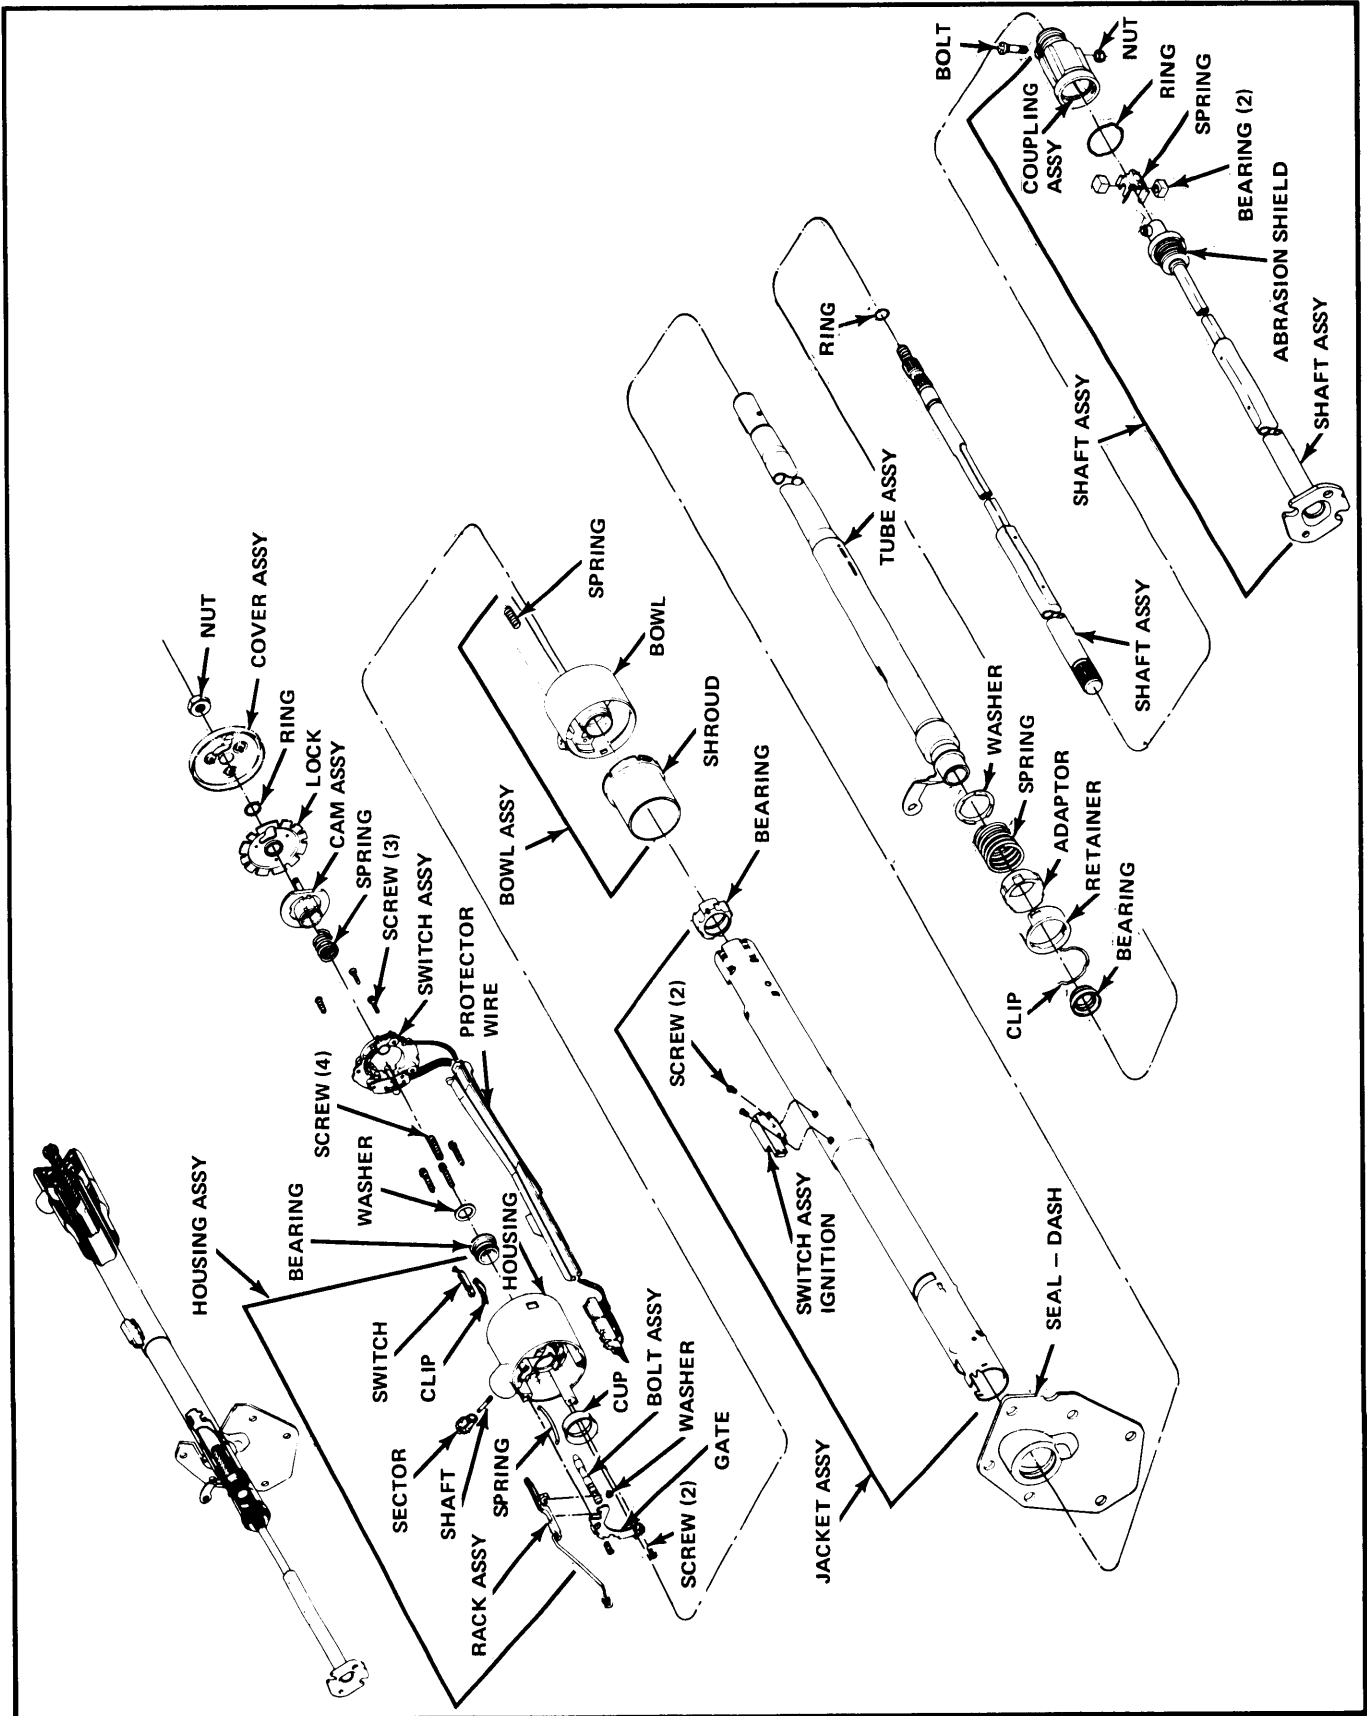 NUT
COVER ASSY
RING
LOCK
CAM ASSY
SPRING
SCREW (3)
SWITCH ASSY
PROTECTOR
WIRE
SCREW (4)
WASHER
BEARING
HOUSING ASSY
HOUSING
SWITCH
CLIP
SECTOR
SHAFT
SPRING
RACK ASSY
CUP
BOLT ASSY
WASHER
GATE
SCREW (2)
SPRING
BOWL
SHROUD
BOWL ASSY
BEARING
SCREW (2)
SWITCH ASSY
IGNITION
JACKET ASSY
SEAL – DASH
TUBE ASSY
WASHER
SPRING
ADAPTOR
RETAINER
BEARING
CLIP
RING
SHAFT ASSY
BOLT
NUT
COUPLING
ASSY
RING
SPRING
BEARING (2)
ABRASION SHIELD
SHAFT ASSY
SHAFT ASSY